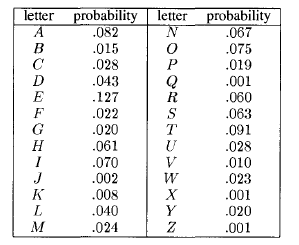 letter probability letter probability
A .082 N .067
B .015 O .075
C .028 P .019
D .043 Q .001
E .127 R .060
F .022 S .063
G .020 T .091
H .061 U .028
I .070 V .010
J .002 W .023
K .008 X .001
L .040 Y .020
M .024 Z .001